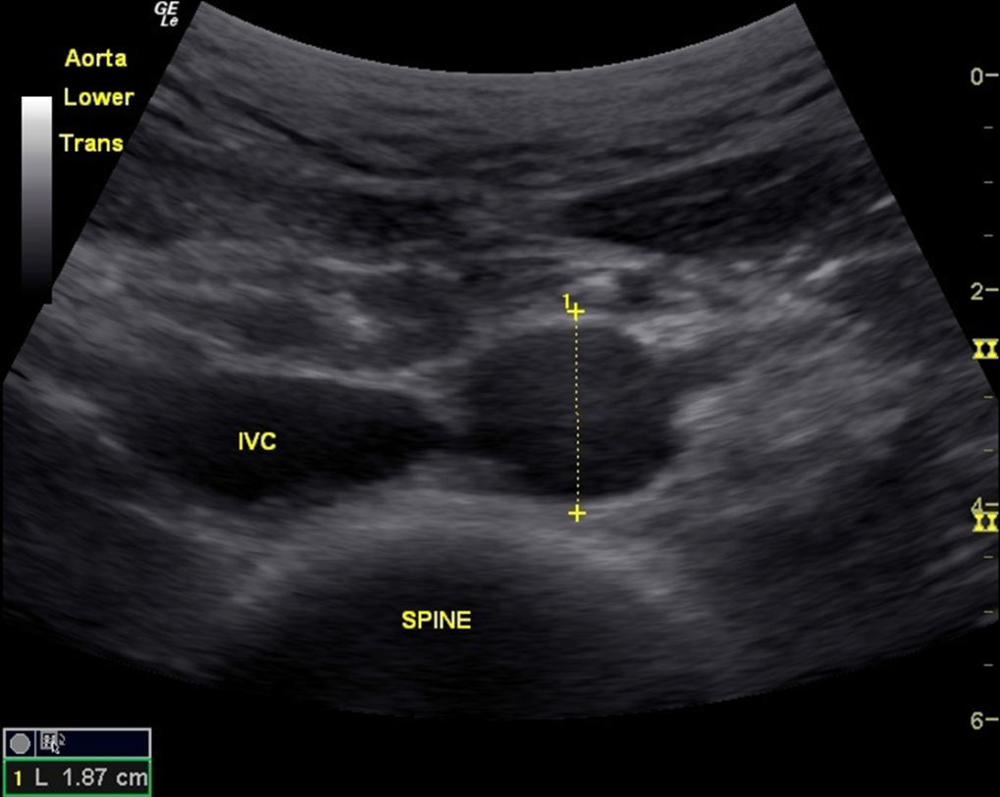 GE
Le
Aorta
Lower
Trans
0
2
4
6
1
IVC
SPINE
1 L 1.87 cm